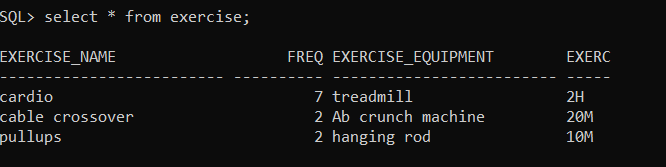 SQL> select * from exercise;
EXERCISE_NAME FREQ EXERCISE_EQUIPMENT EXERC
------------------------- ---------- ------------------------- -----
cardio 7 treadmill 2H
cable crossover 2 Ab crunch machine 20M
pullups 2 hanging rod 10M